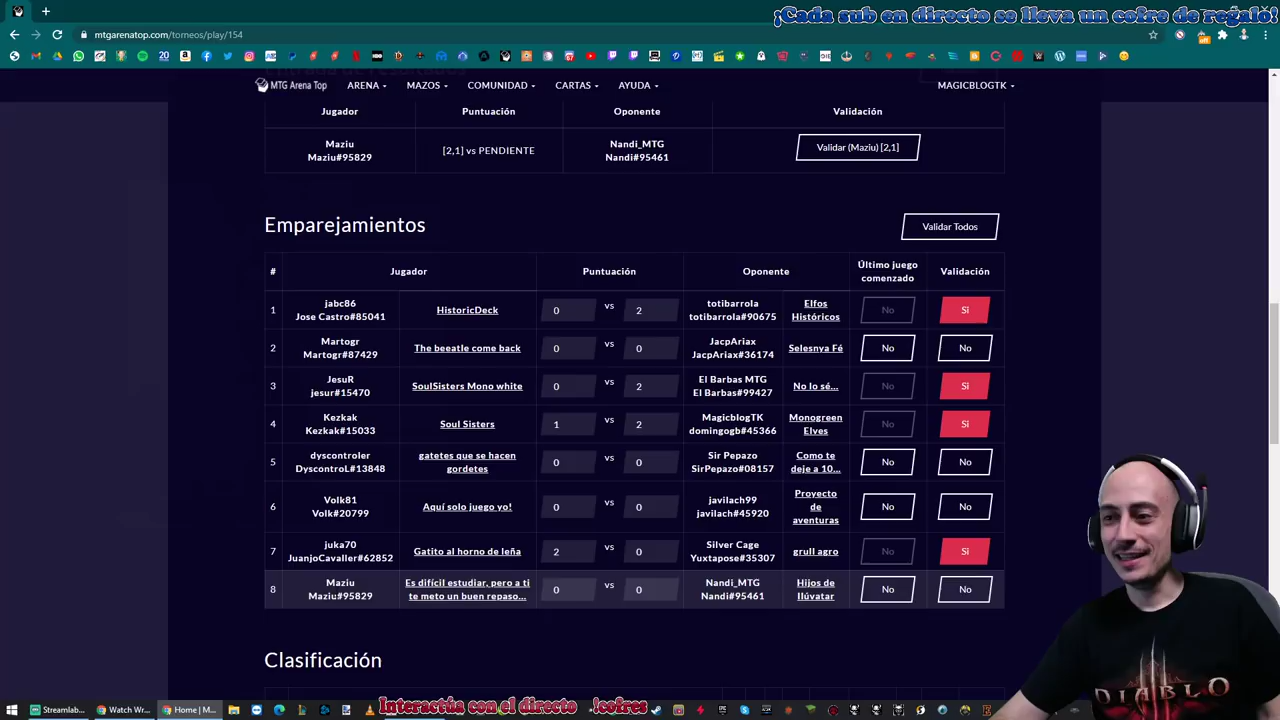 ¡Cada sub en directo se lleva un cofre de regalo!
mtgarenatop.com/torneos/play/154
MTG Arena Top
ARENA
MAZOS
COMUNIDAD
CARTAS
AYUDA
MAGICBLOGTK
Jugador Puntuación Oponente Validación
Maziu
Maziu#95829
[2,1] vs PENDIENTE
Nandi_MTG
Nandi#95461
Validar (Maziu) [2,1]
Emparejamientos
Validar Todos
# Jugador Puntuación Oponente
Último juego
comenzado
Validación
1
jabc86
Jose Castro#85041
HistoricDeck
0 vs 2
totibarrola
totibarrola#90675
Elfos
Históricos
No
Si
2
Martogr
Martogr#87429
The beeatle come back
0 vs 0
JacpAriax
JacpAriax#36174
Selesnya Fé
No
No
3
JesuR
jesur#15470
SoulSisters Mono white
0 vs 2
El Barbas MTG
El Barbas#99427
No lo sé...
No
Si
4
Kezkak
Kezkak#15033
Soul Sisters
1 vs 2
MagicblogTK
domingogb#45366
Monogreen
Elves
No
Si
5
dyscontroler
DyscontroL#13848
gatetes que se hacen
gordetes
0 vs 0
Sir Pepazo
SirPepazo#08157
Como te
deje a 10...
No
No
6
Volk81
Volk#20799
Aquí solo juego yo!
0 vs 0
javilach99
javilach#45920
Proyecto
de
aventuras
No
No
7
juka70
JuanjoCavaller#62852
Gatito al horno de leña
2 vs 0
Silver Cage
Yuxtapose#35307
grull agro
No
Si
8
Maziu
Maziu#95829
Es difícil estudiar, pero a ti
te meto un buen repaso...
0 vs 0
Nandi_MTG
Nandi#95461
Hijos de
Ilúvatar
No
No
Clasificación
DIABLO
Streamlab...
Watch Wr...
Home | M...
Interactúa con el directo !cofres